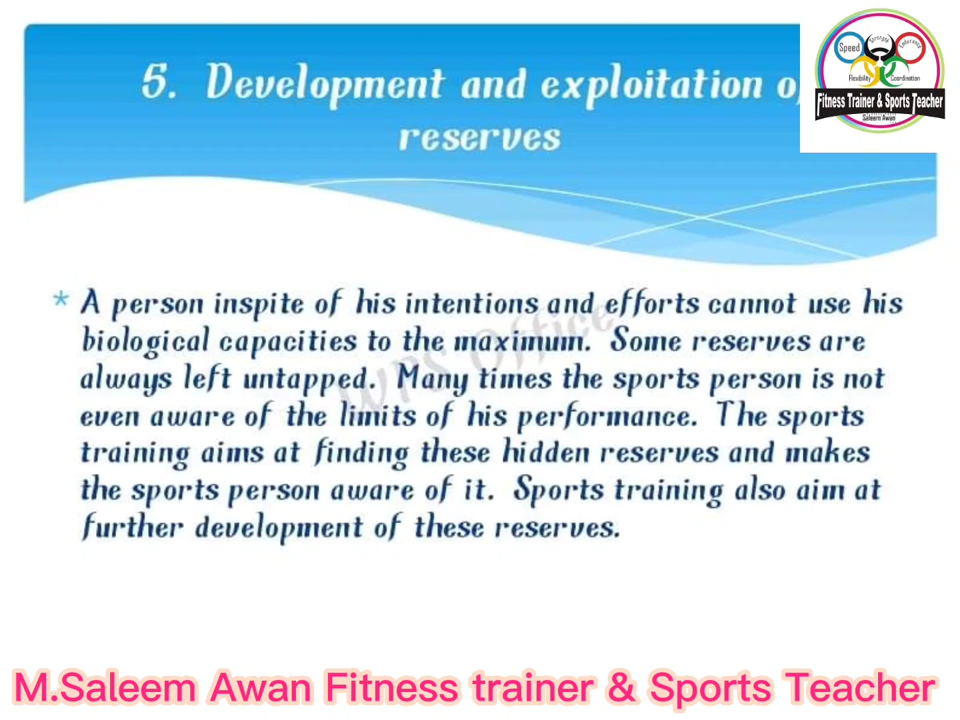 5. Development and exploitation of
reserves
Speed
Strength
Endurance
Flexibility
Coordination
Fitness Trainer & Sports Teacher
Saleem Awan
* A person inspite of his intentions and efforts cannot use his
biological capacities to the maximum. Some reserves are
always left untapped. Many times the sports person is not
even aware of the limits of his performance. The sports
training aims at finding these hidden reserves and makes
the sports person aware of it. Sports training also aim at
further development of these reserves.
WPS Office
M.Saleem Awan Fitness trainer & Sports Teacher